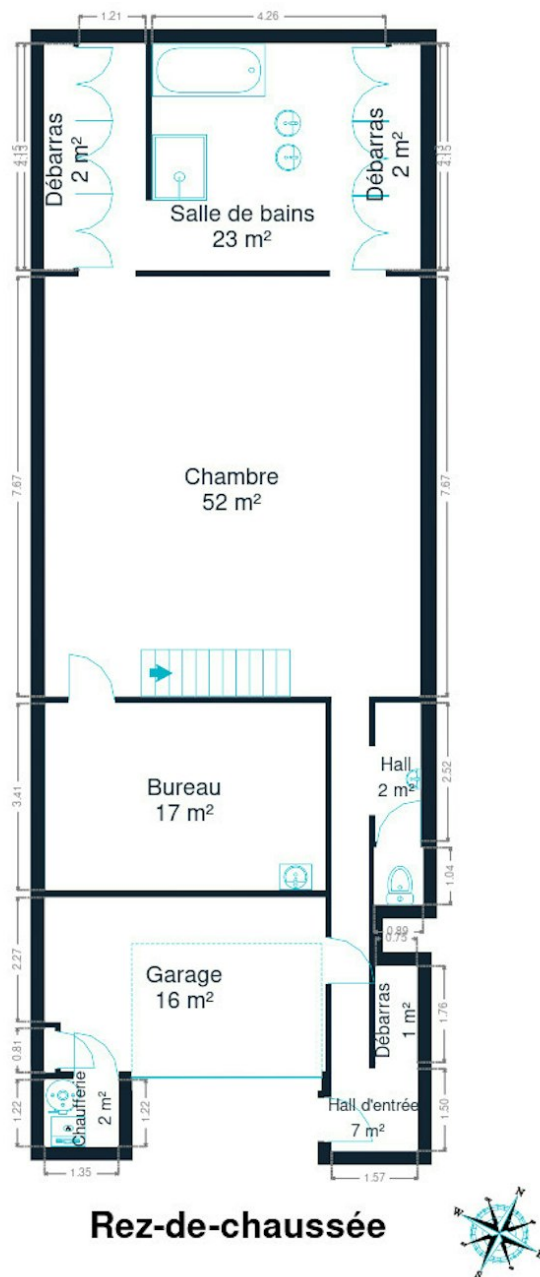 1.21
4.26
4.15
4.13
Débarras
2 m²
Débarras
2 m²
4.15
Salle de bains
23 m²
7.67
Chambre
52 m²
7.67
3.41
Bureau
17 m²
Hall
2 m²
2.52
1.04
0.89
0.75
2.27
Garage
16 m²
Débarras
1 m²
1.76
0.81
1.22
Chaufferie
2 m²
1.22
Hall d'entrée
7 m²
1.50
1.35
1.57
Rez-de-chaussée
N
W
E
S